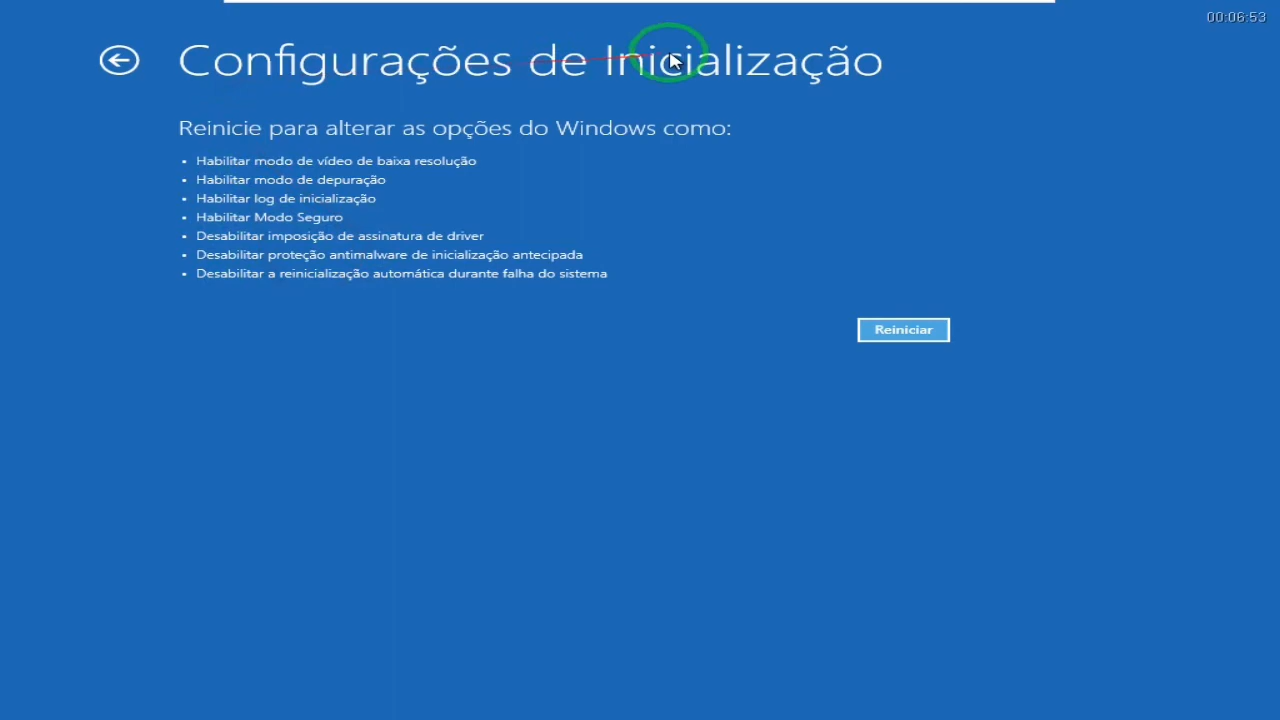 00:06:53
Configurações de Inicialização
Reinicie para alterar as opções do Windows como:
• Habilitar modo de vídeo de baixa resolução
• Habilitar modo de depuração
• Habilitar log de inicialização
• Habilitar Modo Seguro
• Desabilitar imposição de assinatura de driver
• Desabilitar proteção antimalware de inicialização antecipada
• Desabilitar a reinicialização automática durante falha do sistema
Reiniciar